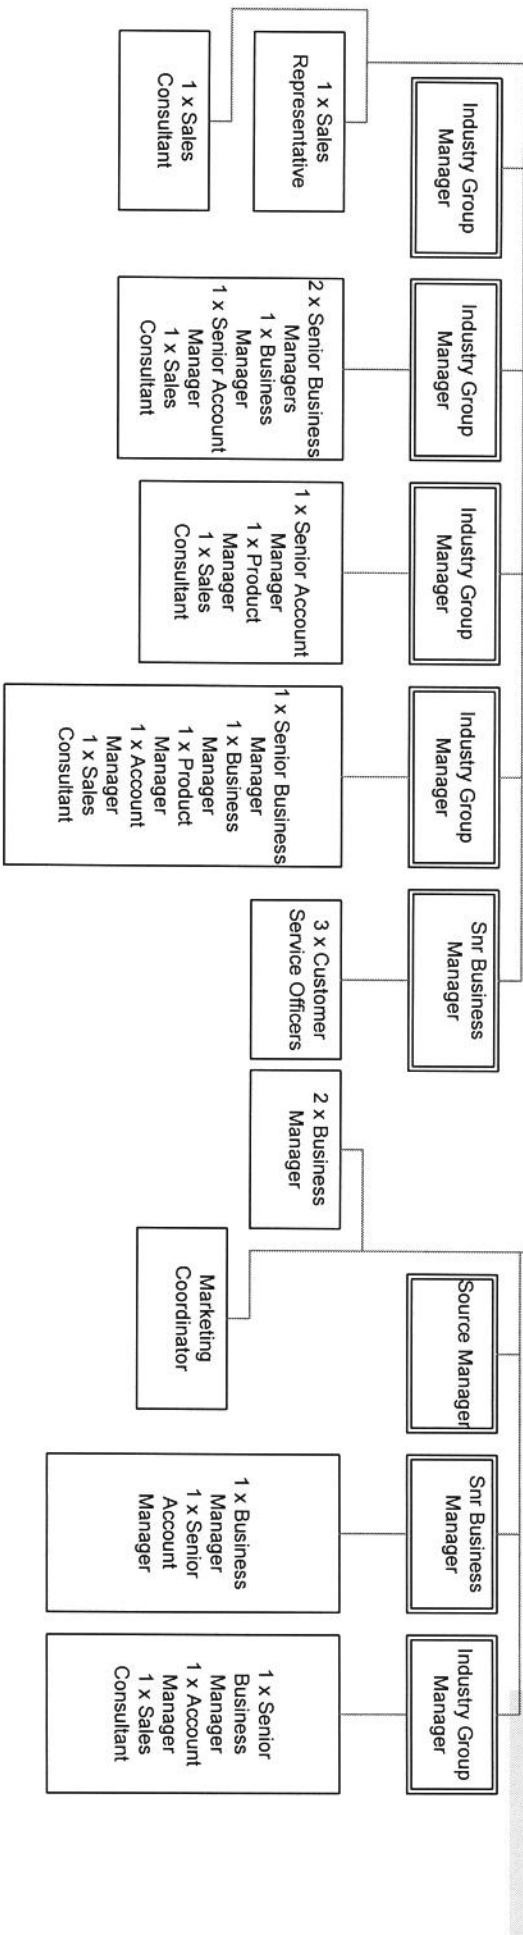 Industry Group
Manager
Industry Group
Manager
Industry Group
Manager
Industry Group
Manager
Snr Business
Manager
Source Manager
Snr Business
Manager
Industry Group
Manager
1 x Sales
Representative
1 x Sales
Consultant
2 x Senior Business
Managers
1 x Business
Manager
1 x Senior Account
Manager
1 x Sales
Consultant
1 x Senior Account
Manager
1 x Product
Manager
1 x Sales
Consultant
1 x Senior Business
Manager
1 x Business
Manager
1 x Product
Manager
1 x Account
Manager
1 x Sales
Consultant
3 x Customer
Service Officers
2 x Business
Manager
Marketing
Coordinator
1 x Business
Manager
1 x Senior
Account
Manager
1 x Senior
Business
Manager
1 x Account
Manager
1 x Sales
Consultant